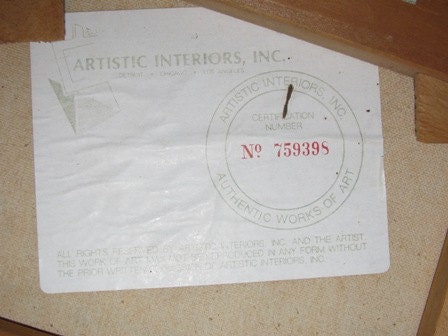 ARTISTIC INTERIORS, INC.
DETROIT • CHICAGO • LOS ANGELES
ARTISTIC INTERIORS, INC.
CERTIFICATION
NUMBER
Nº 759398
AUTHENTIC WORKS OF ART
ALL RIGHTS RESERVED BY ARTISTIC INTERIORS, INC. AND THE ARTIST.
THIS WORK OF ART MAY NOT BE REPRODUCED IN ANY FORM WITHOUT
THE PRIOR WRITTEN OF ARTISTIC INTERIORS, INC.